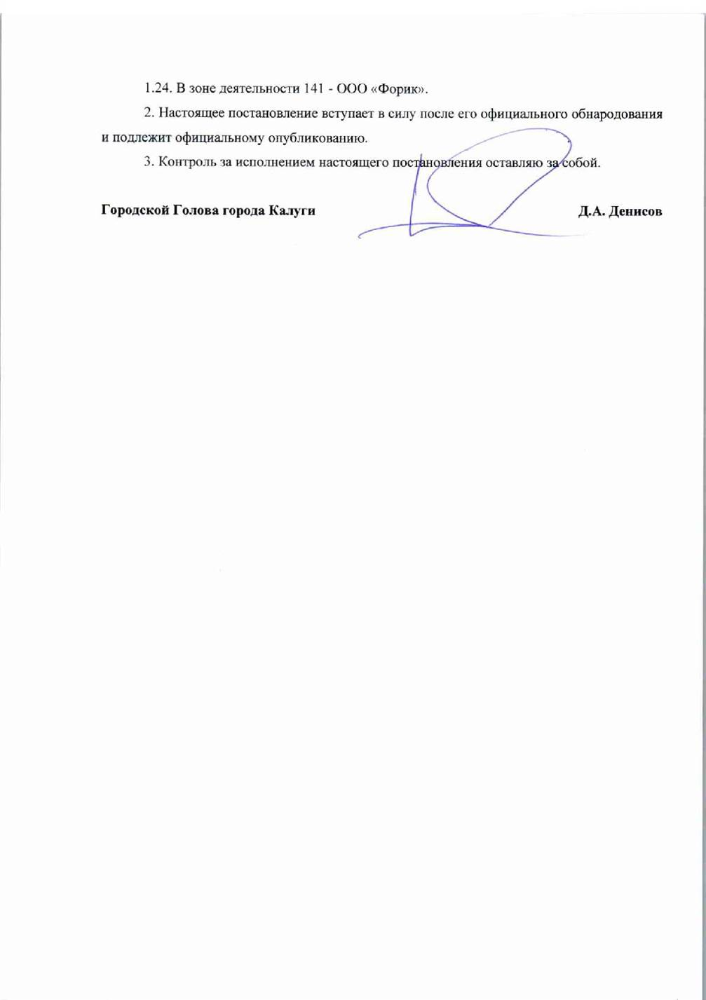 1.24. В зоне деятельности 141 - ООО «Форик».
2. Настоящее постановление вступает в силу после его официального обнародования
и подлежит официальному опубликованию.
3. Контроль за исполнением настоящего постановления оставляю за собой.
Городской Голова города Калуги Д.А. Денисов